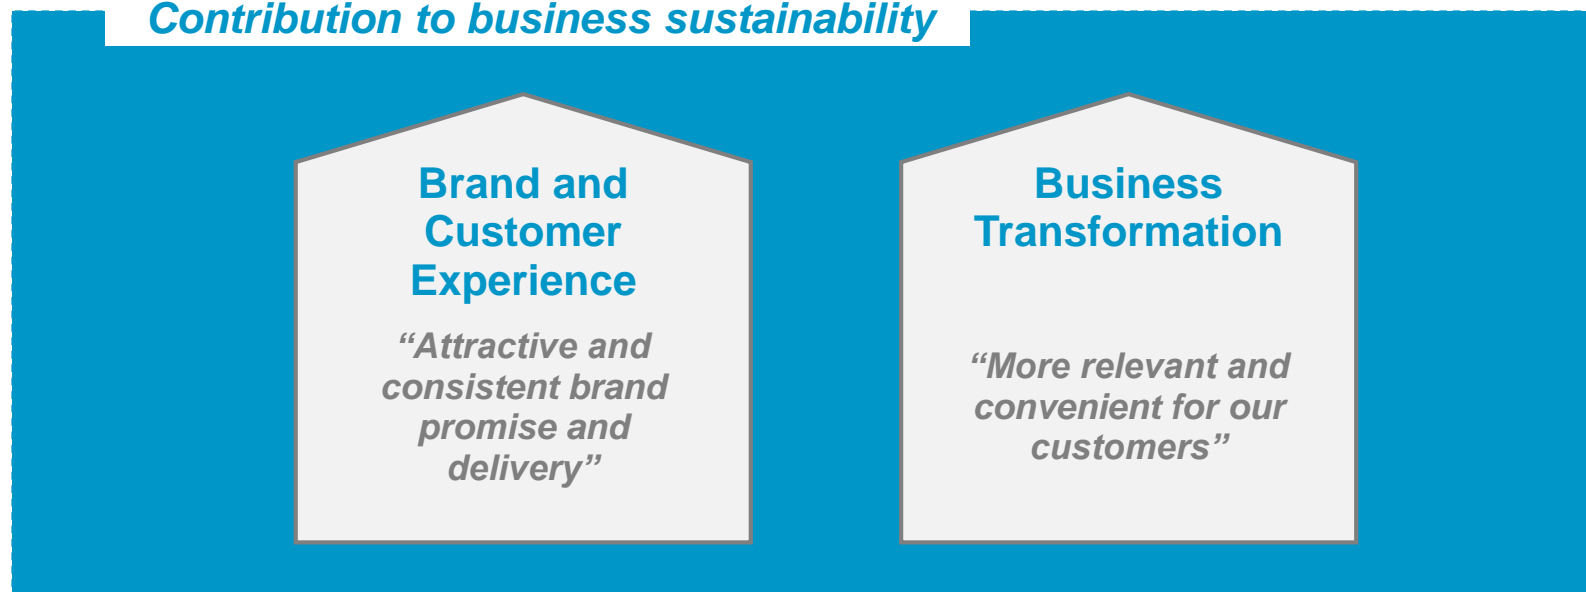 Contribution to business sustainability
Brand and
Customer
Experience
“Attractive and
consistent brand
promise and
delivery”
Business
Transformation
“More relevant and
convenient for our
customers”